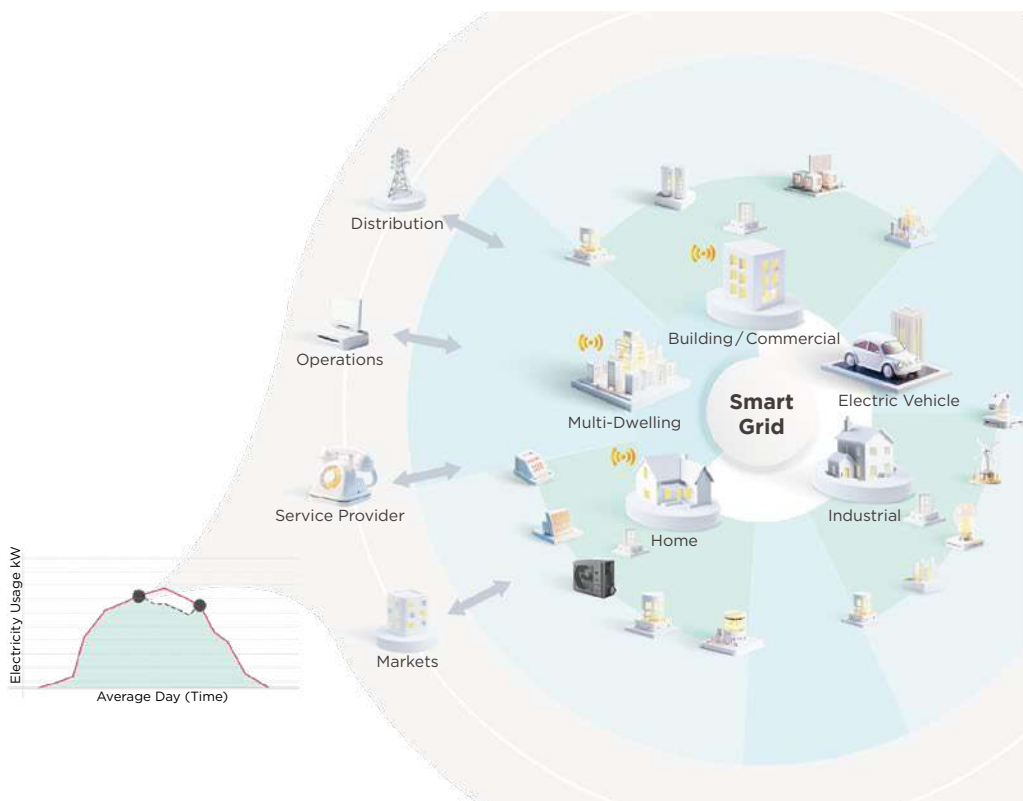 Distribution
Building / Commercial
Operations
Electric Vehicle
Smart
Grid
Multi-Dwelling
Service Provider
Industrial
Home
Electricity Usage kW
Markets
Average Day (Time)